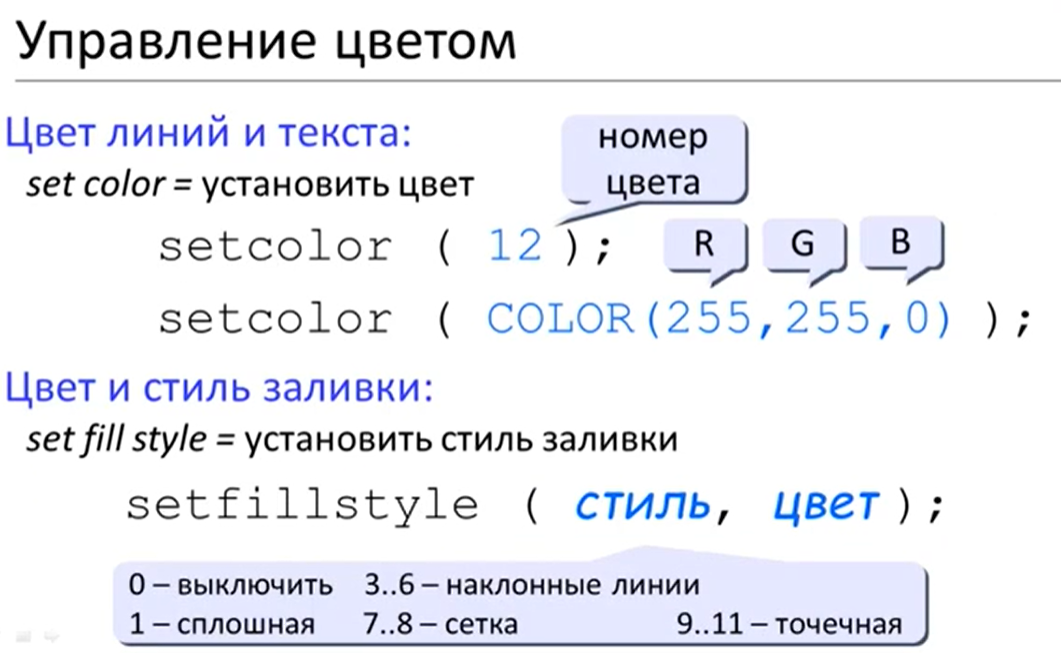 Управление цветом
Цвет линий и текста:
номер
цвета
set color = установить цвет
setcolor ( 12 );
R G B
setcolor ( COLOR(255,255,0) );
Цвет и стиль заливки:
set fill style = установить стиль заливки
setfillstyle ( стиль, цвет );
0 – выключить 3..6 – наклонные линии
1 – сплошная 7..8 – сетка 9..11 – точечная